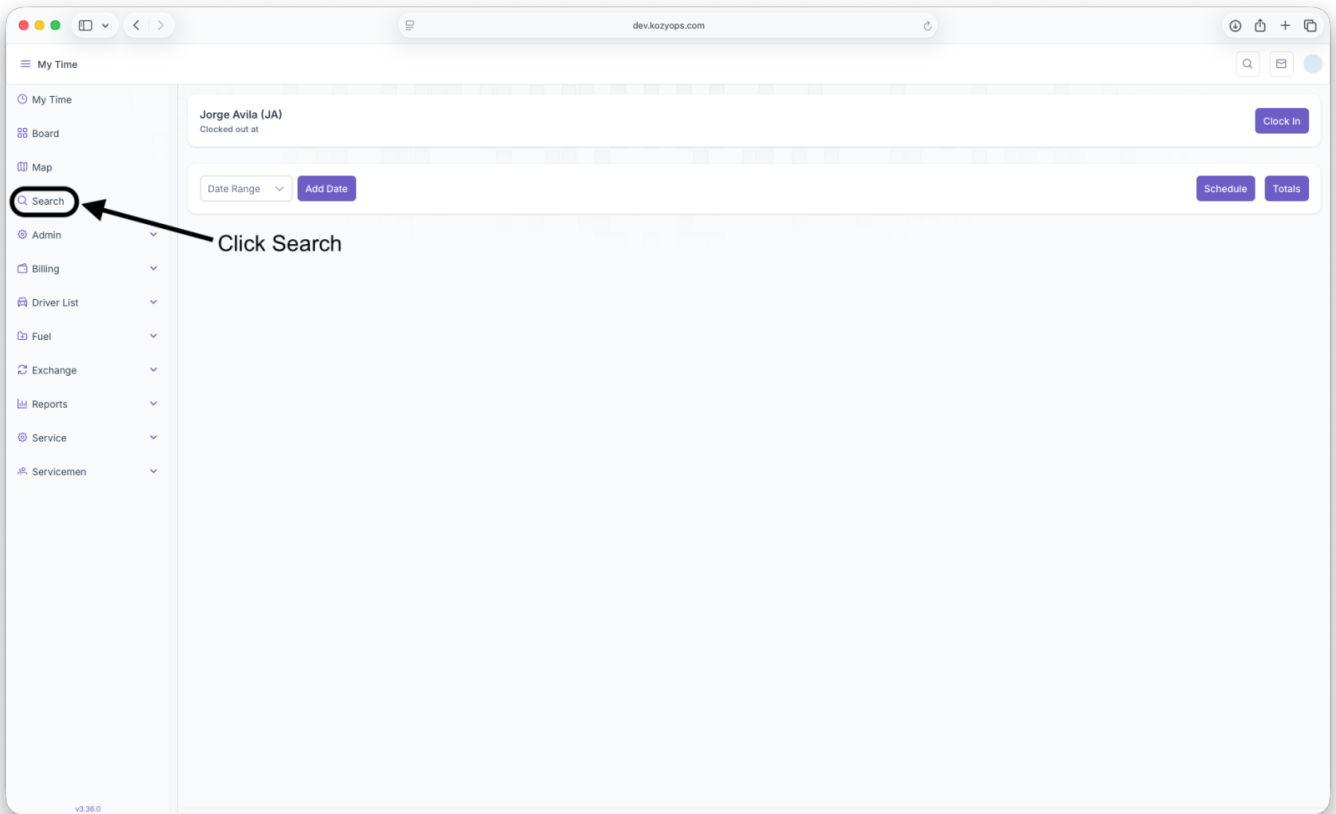 dev.kozyops.com
My Time
My Time
Board
Map
Search
Admin
Billing
Driver List
Fuel
Exchange
Reports
Service
Servicemen
v3.36.0
Jorge Avila (JA)
Clocked out at
Clock In
Date Range
Add Date
Schedule
Totals
Click Search